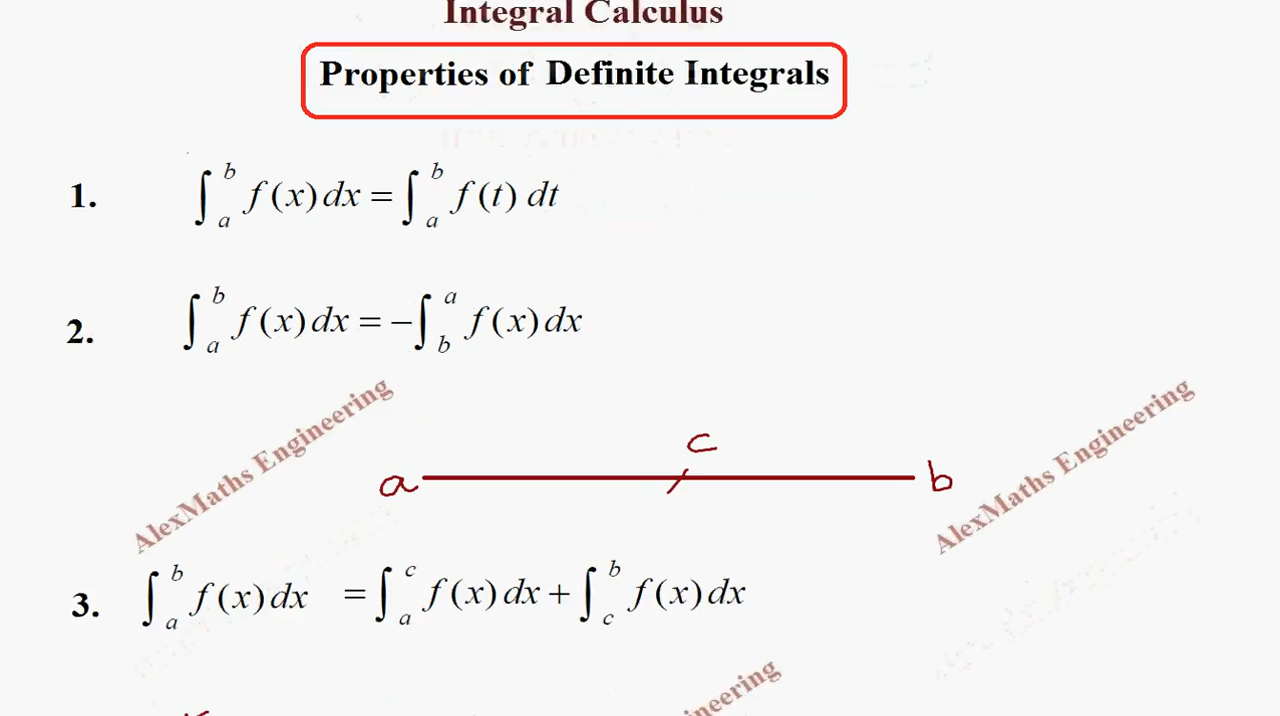 Integral Calculus
Properties of Definite Integrals
1. ∫_a^b f(x) dx = ∫_a^b f(t) dt
2. ∫_a^b f(x) dx = −∫_b^a f(x) dx
AlexMaths Engineering
AlexMaths Engineering
c
a b
3. ∫_a^b f(x) dx = ∫_a^c f(x) dx + ∫_c^b f(x) dx